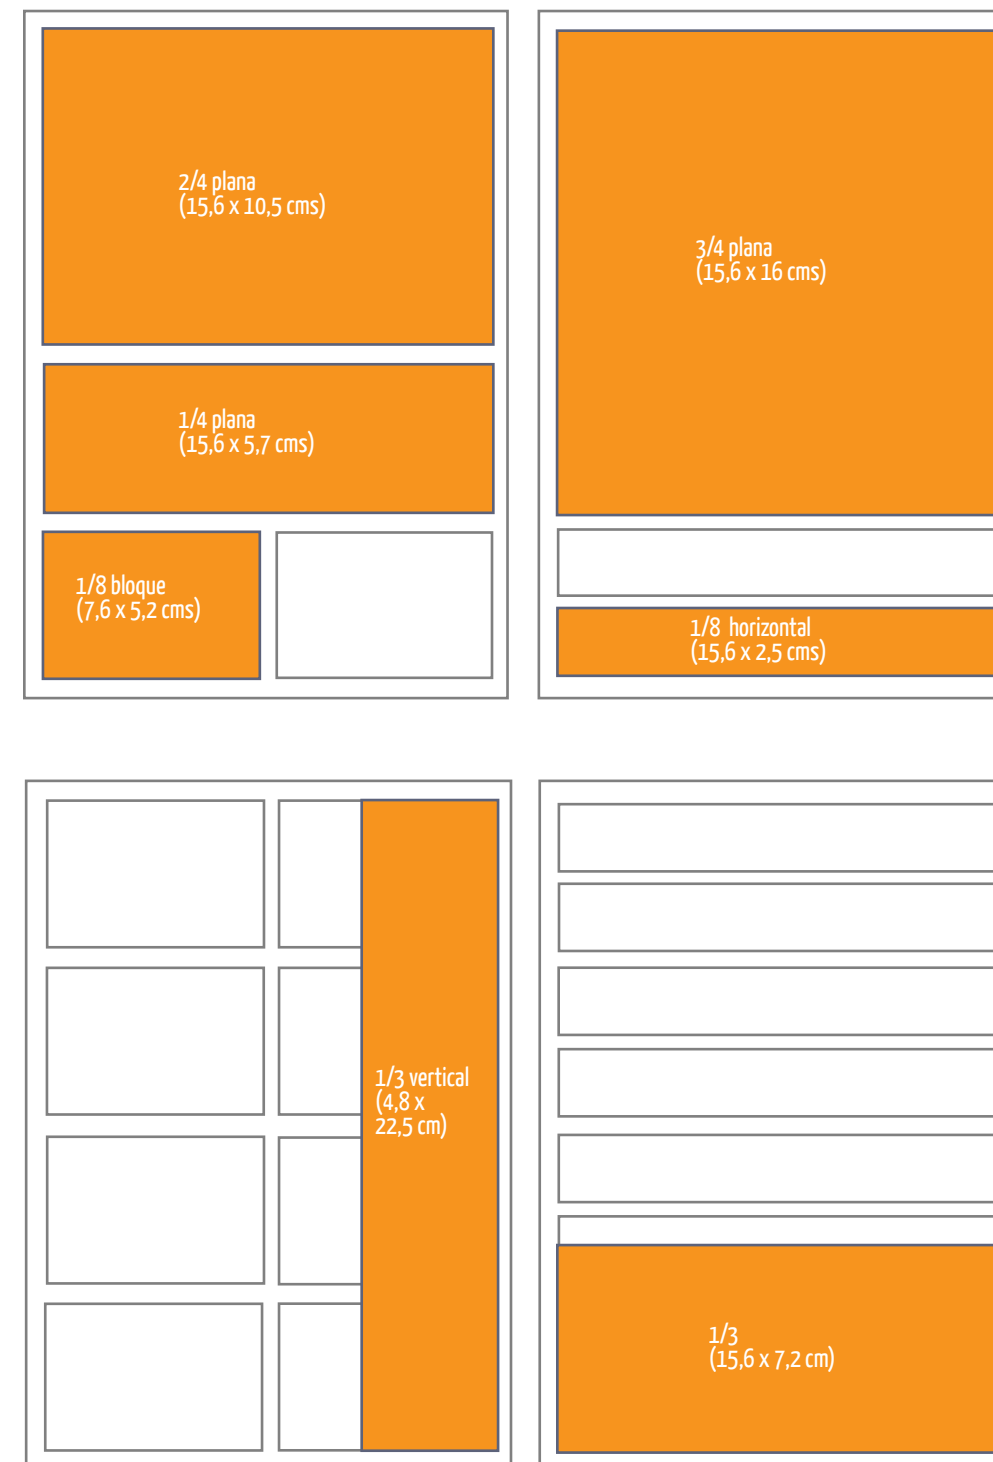 2/4 plana
(15,6 x 10,5 cms)
1/4 plana
(15,6 x 5,7 cms)
1/8 bloque
(7,6 x 5,2 cms)
3/4 plana
(15,6 x 16 cms)
1/8 horizontal
(15,6 x 2,5 cms)
1/3 vertical
(4,8 x
22,5 cm)
1/3
(15,6 x 7,2 cm)